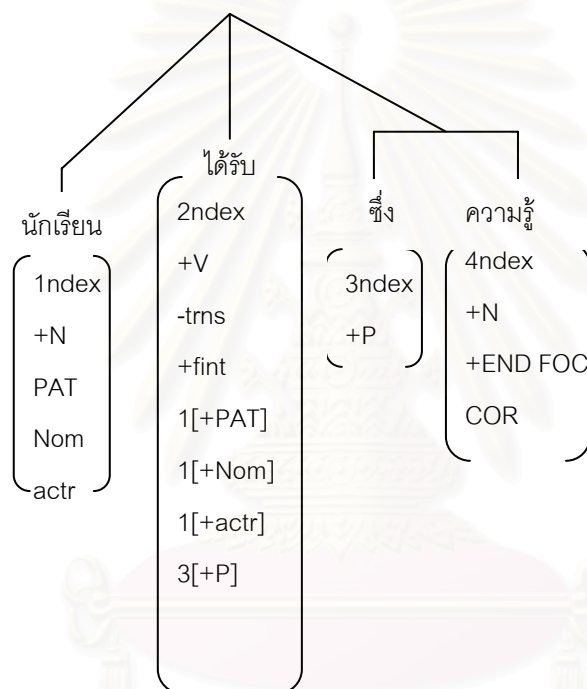 นักเรียน
1ndex
+N
PAT
Nom
actr
ได้รับ
2ndex
+V
-trns
+fint
1[+PAT]
1[+Nom]
1[+actr]
3[+P]
ซึ่ง
3ndex
+P
ความรู้
4ndex
+N
+END FOC
COR